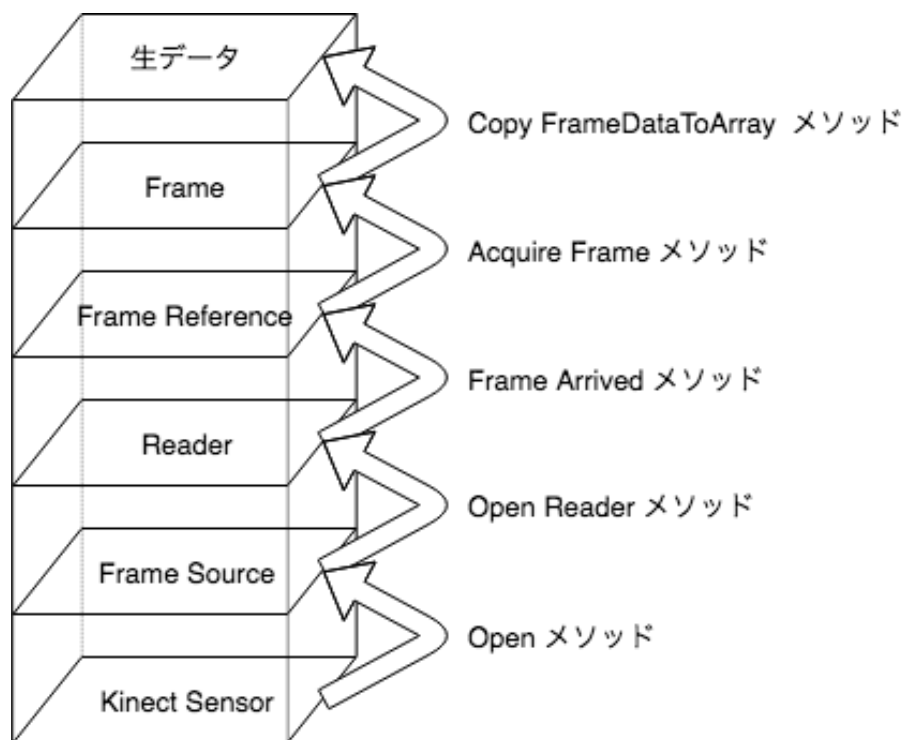 生データ
Copy FrameDataToArray メソッド
Frame
Acquire Frame メソッド
Frame Reference
Frame Arrived メソッド
Reader
Open Reader メソッド
Frame Source
Open メソッド
Kinect Sensor